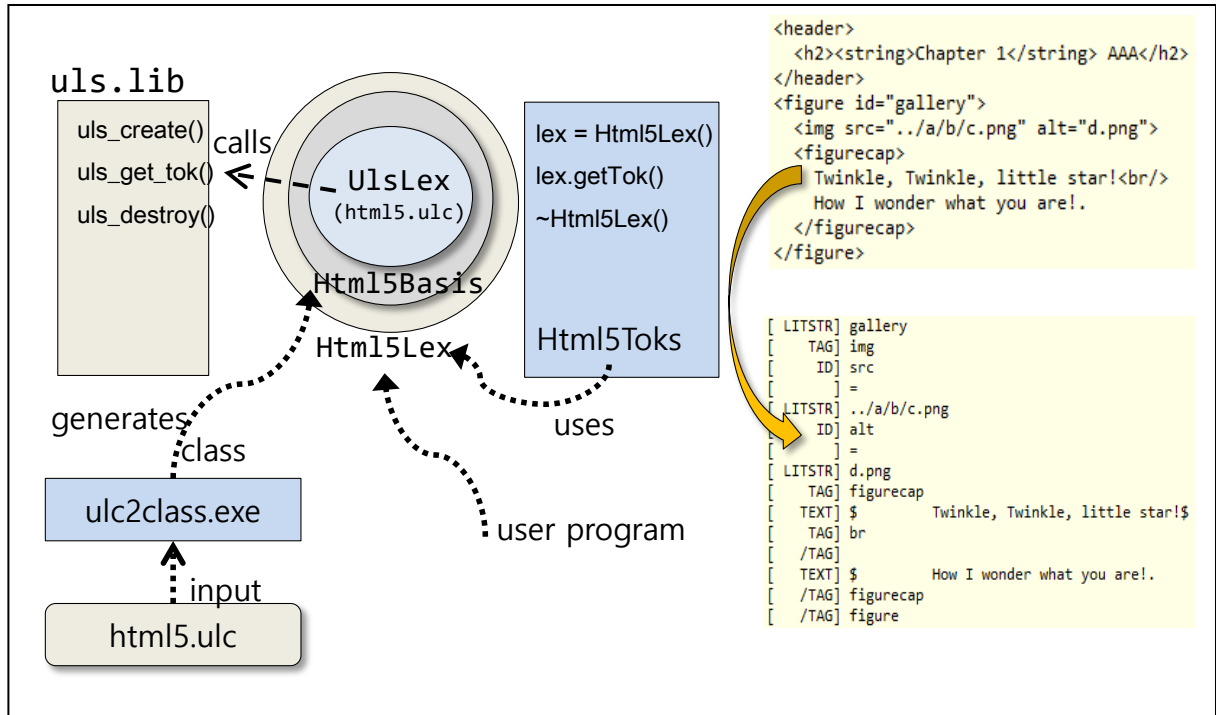 uls.lib
uls_create()
uls_get_tok()
uls_destroy()
calls
UlsLex
(html5.ulc)
Html5Basis
Html5Lex
lex = Html5Lex()
lex.getTok()
~Html5Lex()
Html5Toks
uses
generates
class
ulc2class.exe
input
html5.ulc
user program
<header>
  <h2><string>Chapter 1</string> AAA</h2>
</header>
<figure id="gallery">
  <img src="../a/b/c.png" alt="d.png">
  <figurecap>
    Twinkle, Twinkle, little star!<br/>
    How I wonder what you are!.
  </figurecap>
</figure>
[ LITSTR] gallery
[    TAG] img
[     ID] src
[       ] =
[ LITSTR] ../a/b/c.png
[     ID] alt
[       ] =
[ LITSTR] d.png
[    TAG] figurecap
[   TEXT] $        Twinkle, Twinkle, little star!$
[    TAG] br
[   /TAG]
[   TEXT] $        How I wonder what you are!.
[   /TAG] figurecap
[   /TAG] figure